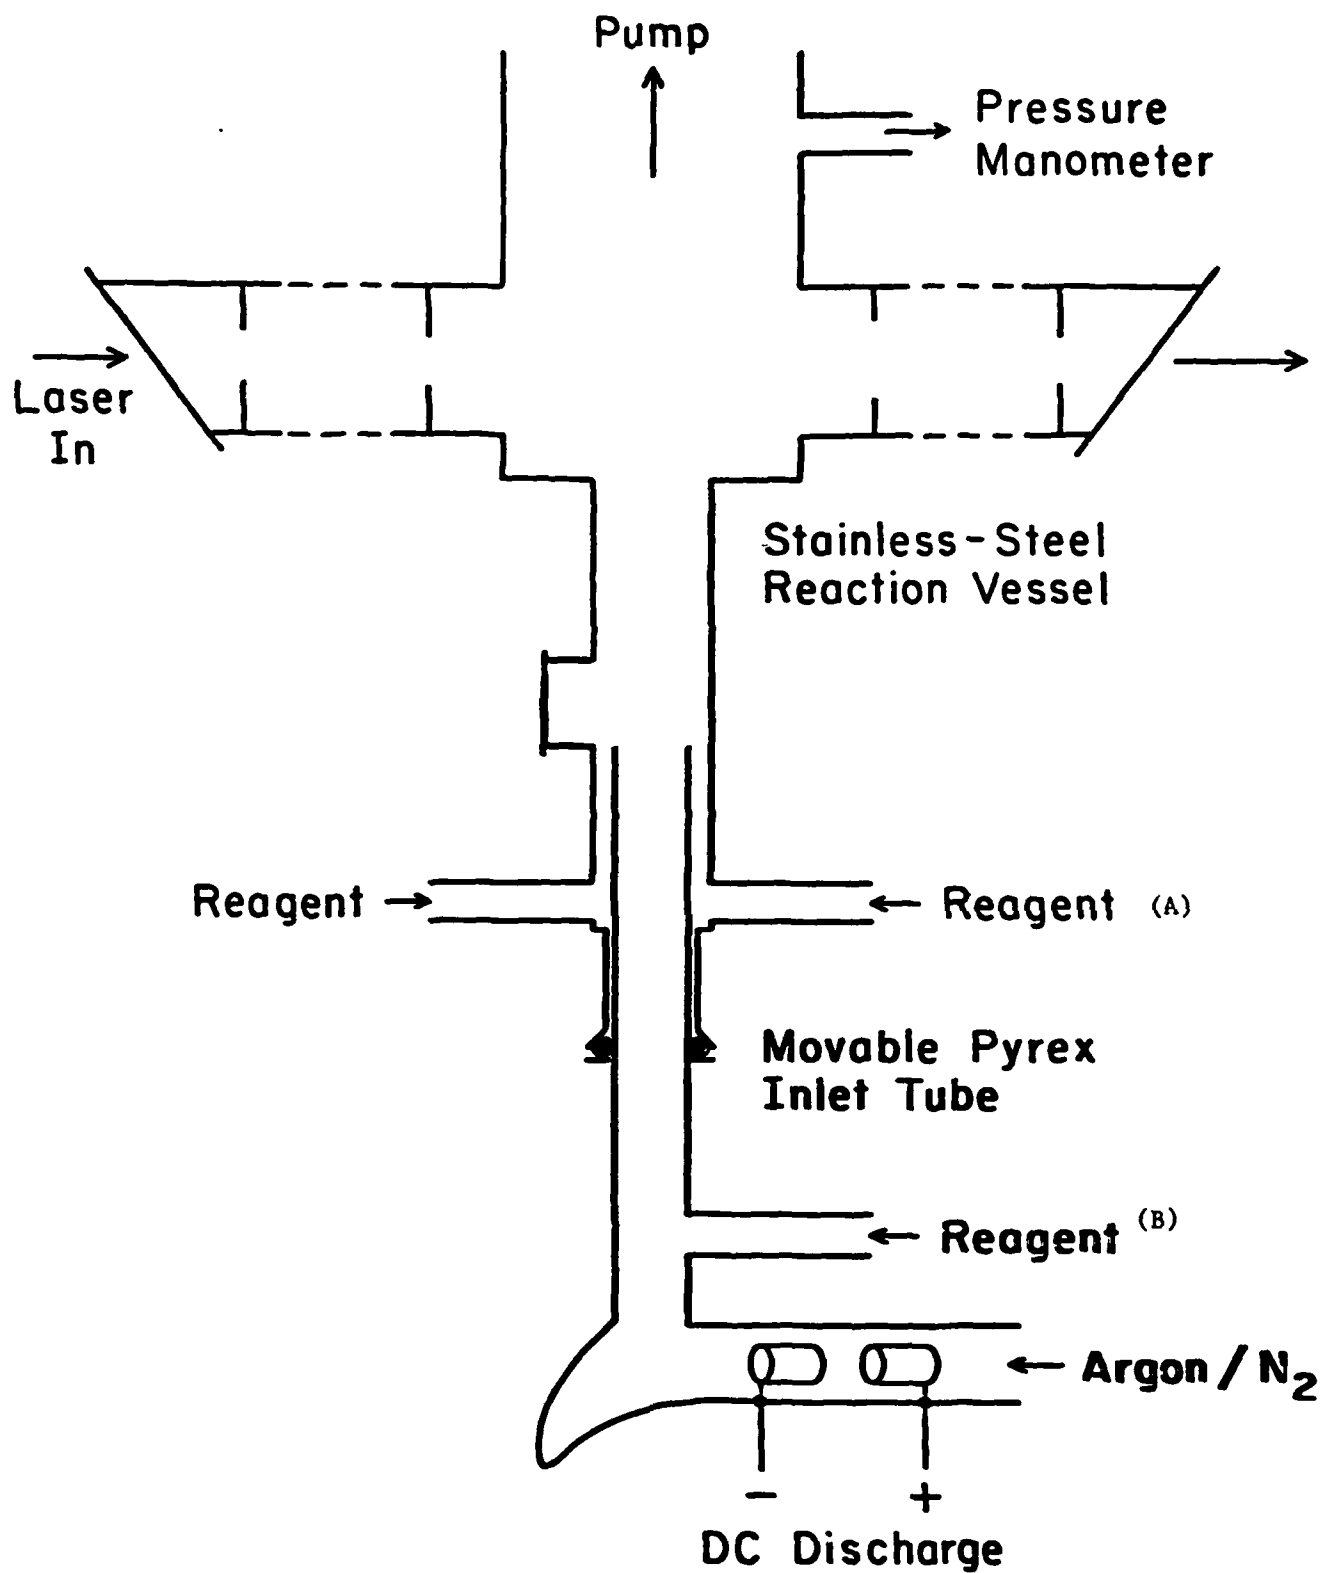 Pump
Pressure
Manometer
Laser
In
Stainless-Steel
Reaction Vessel
Reagent
Reagent (A)
Movable Pyrex
Inlet Tube
Reagent (B)
Argon/N₂
− +
DC Discharge